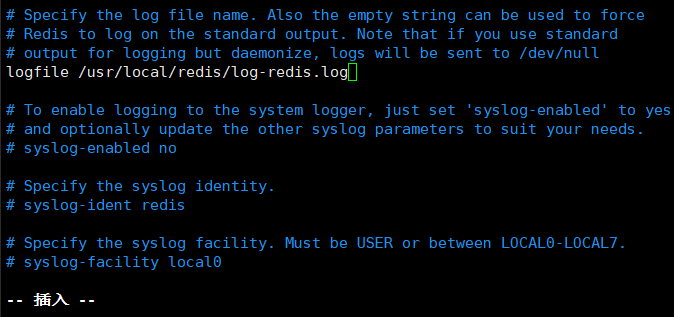 # Specify the log file name. Also the empty string can be used to force
# Redis to log on the standard output. Note that if you use standard
# output for logging but daemonize, logs will be sent to /dev/null
logfile /usr/local/redis/log-redis.log
# To enable logging to the system logger, just set 'syslog-enabled' to yes
# and optionally update the other syslog parameters to suit your needs.
# syslog-enabled no
# Specify the syslog identity.
# syslog-ident redis
# Specify the syslog facility. Must be USER or between LOCAL0-LOCAL7.
# syslog-facility local0
-- 插入 --